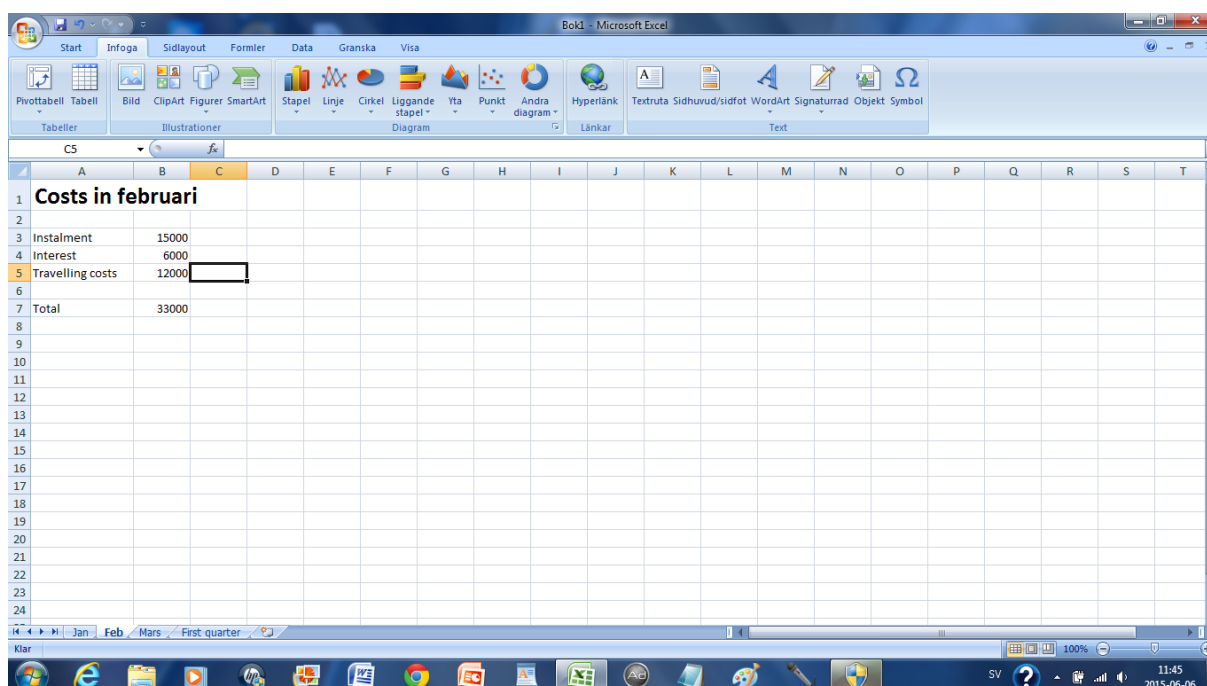 Bok1 - Microsoft Excel
Start Infoga Sidlayout Formler Data Granska Visa
Pivottabell Tabell Bild ClipArt Figurer SmartArt Stapel Linje Cirkel Liggande stapel Yta Punkt Andra diagram Hyperlänk Textruta Sidhuvud/sidfot WordArt Signaturrad Objekt Symbol
Tabeller Illustrationer Diagram Länkar Text
C5 fx
A B C D E F G H I J K L M N O P Q R S T
1 Costs in februari
2
3 Instalment 15000
4 Interest 6000
5 Travelling costs 12000
6
7 Total 33000
8
9
10
11
12
13
14
15
16
17
18
19
20
21
22
23
24
Jan Feb Mars First quarter
Klar 100%
SV 11:45
2015-06-06